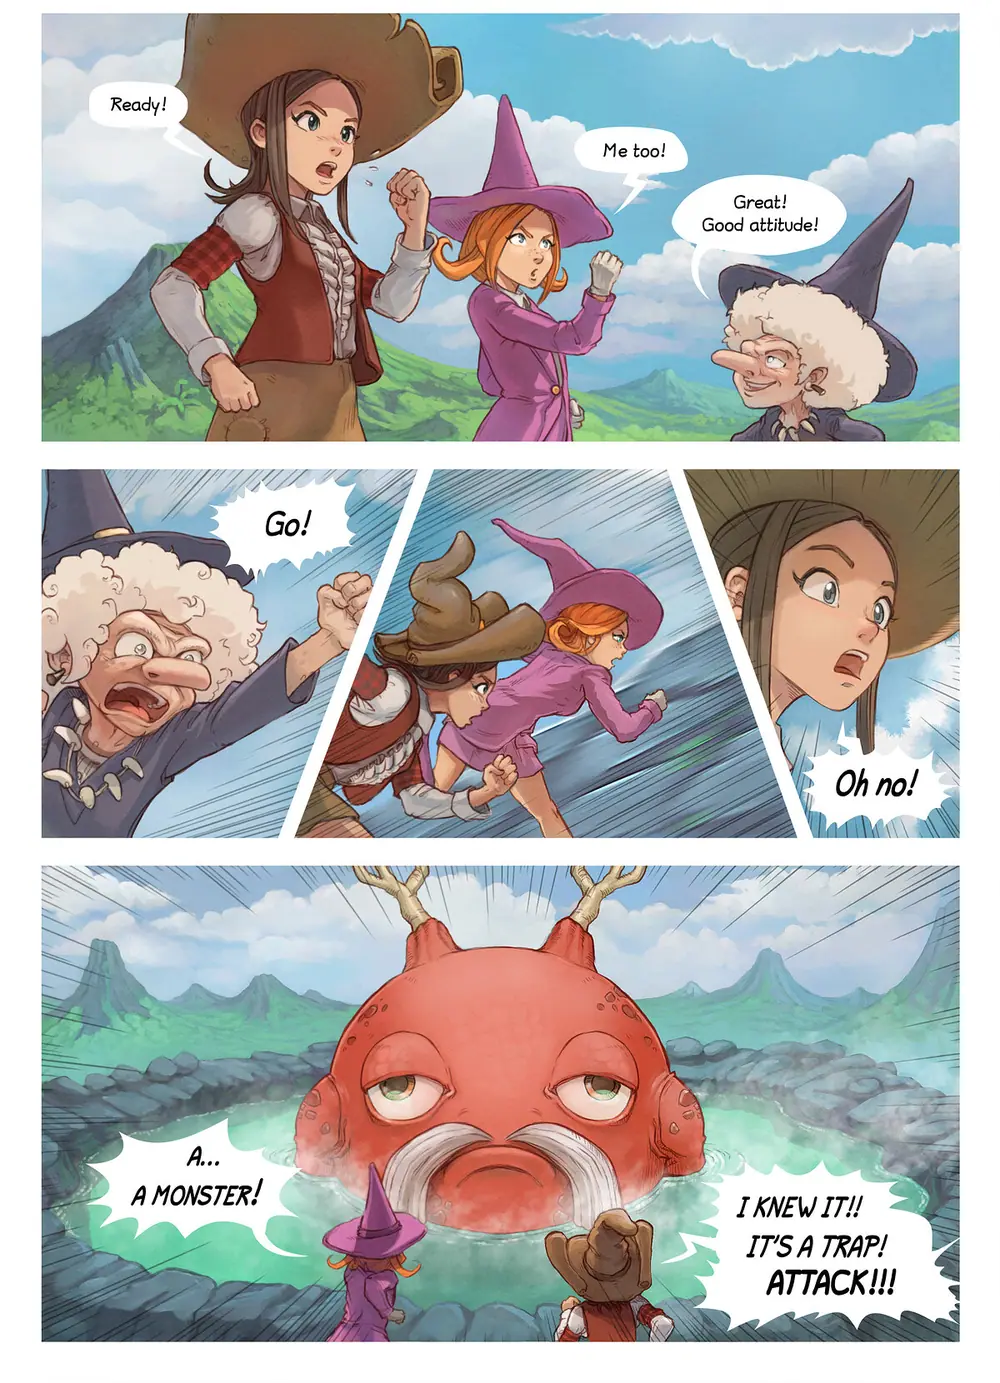 Ready!
Me too!
Great!
Good attitude!
Go!
Oh no!
A...
A MONSTER!
I KNEW IT!!
IT'S A TRAP!
ATTACK!!!